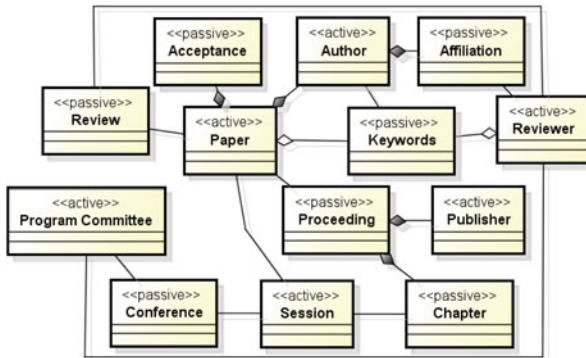 <<passive>>
Acceptance
<<active>>
Author
<<passive>>
Affiliation
<<passive>>
Review
<<active>>
Paper
<<passive>>
Keywords
<<active>>
Reviewer
<<active>>
Program Committee
<<passive>>
Proceeding
<<active>>
Publisher
<<passive>>
Conference
<<active>>
Session
<<passive>>
Chapter